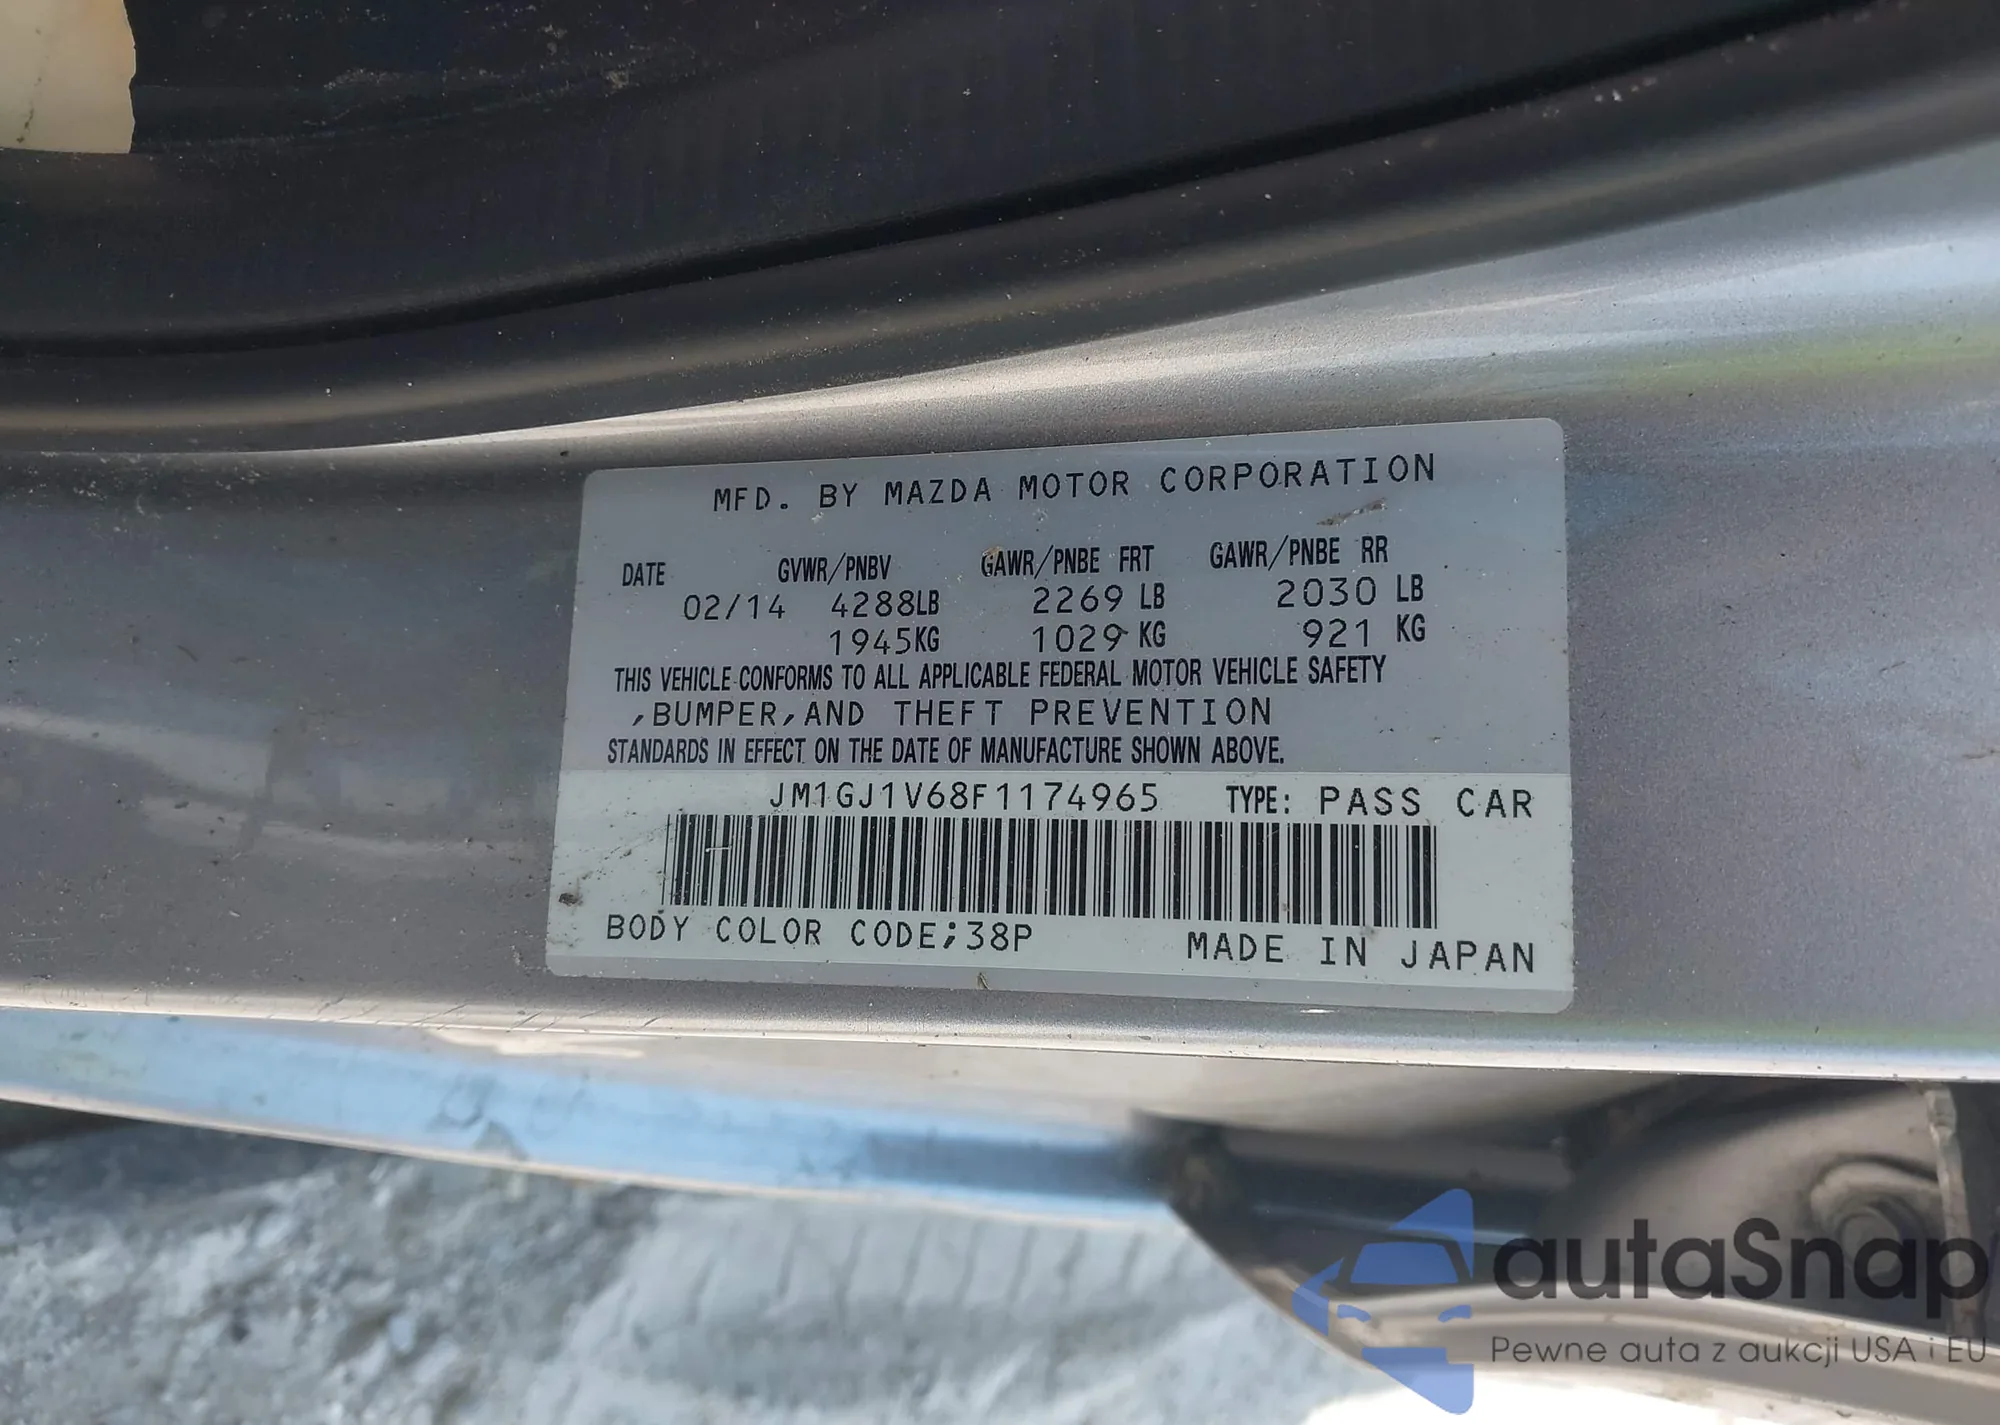 MFD. BY MAZDA MOTOR CORPORATION
DATE GVWR/PNBV GAWR/PNBE FRT GAWR/PNBE RR
02/14 4288LB 2269 LB 2030 LB
1945KG 1029 KG 921 KG
THIS VEHICLE CONFORMS TO ALL APPLICABLE FEDERAL MOTOR VEHICLE SAFETY
,BUMPER,AND THEFT PREVENTION
STANDARDS IN EFFECT ON THE DATE OF MANUFACTURE SHOWN ABOVE.
JM1GJ1V68F1174965 TYPE: PASS CAR
BODY COLOR CODE;38P MADE IN JAPAN
autaSnap
Pewne auta z aukcji USA i EU